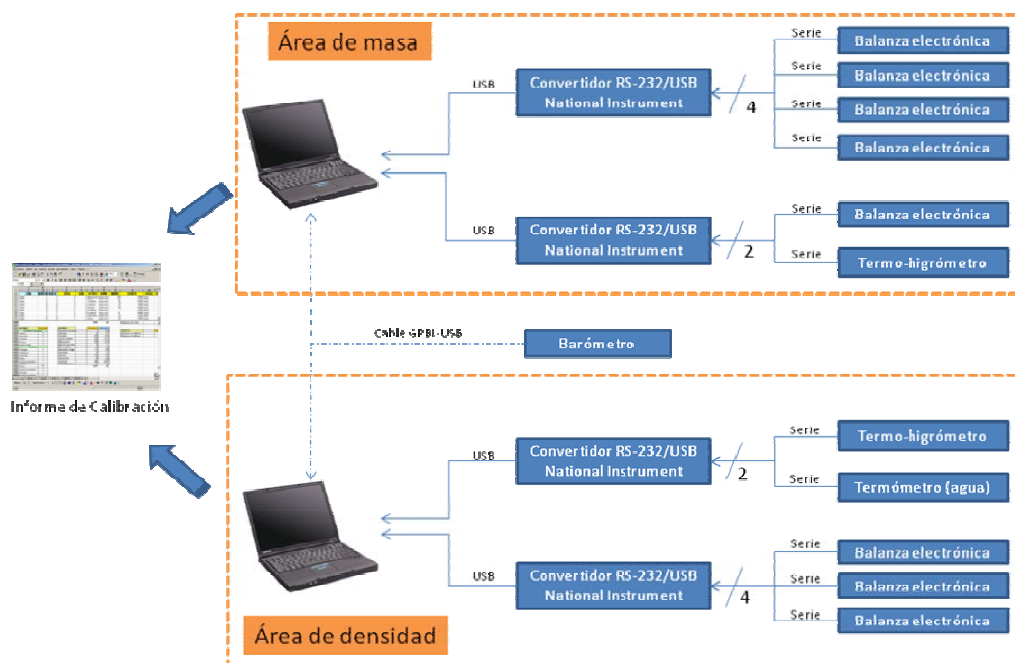 Área de masa
Serie
Balanza electrónica
Serie
Balanza electrónica
USB
Convertidor RS-232/USB
National Instrument
4
Serie
Balanza electrónica
Serie
Balanza electrónica
USB
Convertidor RS-232/USB
National Instrument
2
Serie
Balanza electrónica
Serie
Termo-higrómetro
Cable GPBI-USB
Barómetro
Informe de Calibración
USB
Convertidor RS-232/USB
National Instrument
2
Serie
Termo-higrómetro
Serie
Termómetro (agua)
USB
Convertidor RS-232/USB
National Instrument
4
Serie
Balanza electrónica
Serie
Balanza electrónica
Serie
Balanza electrónica
Área de densidad